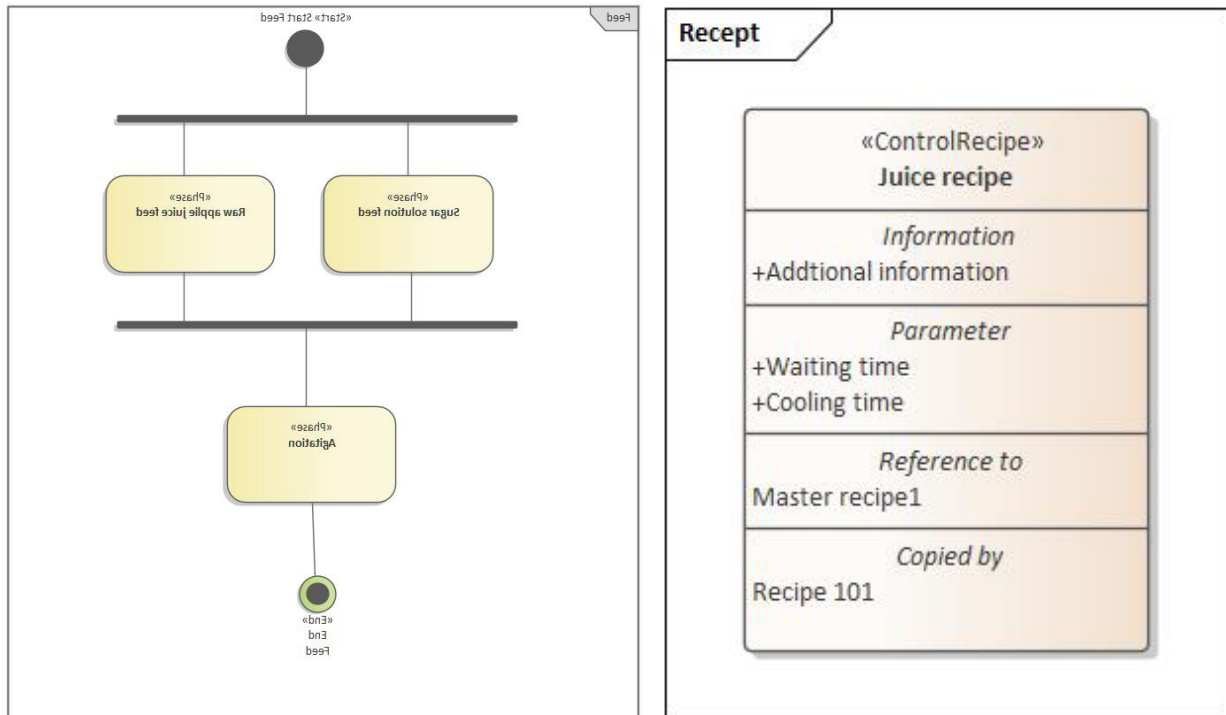 Feed
«Start» Start Feed
«Phase»
Raw applie juice feed
«Phase»
Sugar solution feed
«Phase»
Agitation
«End»
End
Feed
Recept
«ControlRecipe»
Juice recipe
Information
+Addtional information
Parameter
+Waiting time
+Cooling time
Reference to
Master recipe1
Copied by
Recipe 101